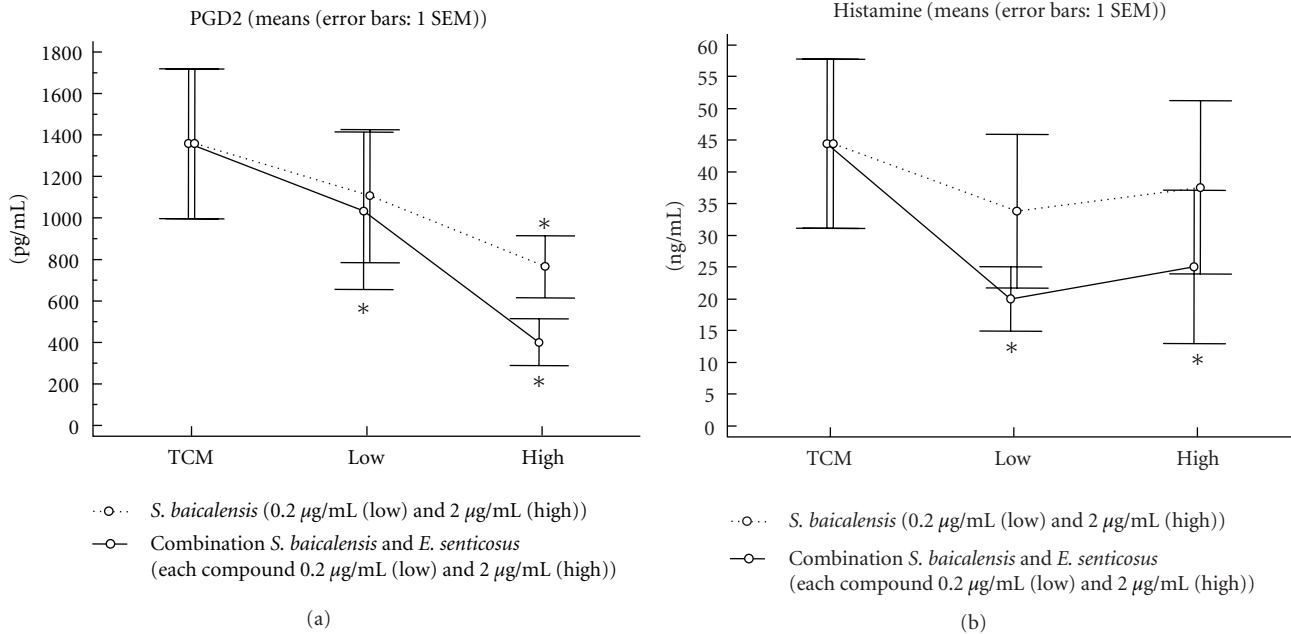 PGD2 (means (error bars: 1 SEM))
1800
1600
1400
1200
1000
800
600
400
200
0
(pg/mL)
*
*
*
TCM Low High
S. baicalensis (0.2 μg/mL (low) and 2 μg/mL (high))
Combination S. baicalensis and E. senticosus
(each compound 0.2 μg/mL (low) and 2 μg/mL (high))
(a)
Histamine (means (error bars: 1 SEM))
60
55
50
45
40
35
30
25
20
15
10
5
0
(ng/mL)
*
*
TCM Low High
S. baicalensis (0.2 μg/mL (low) and 2 μg/mL (high))
Combination S. baicalensis and E. senticosus
(each compound 0.2 μg/mL (low) and 2 μg/mL (high))
(b)